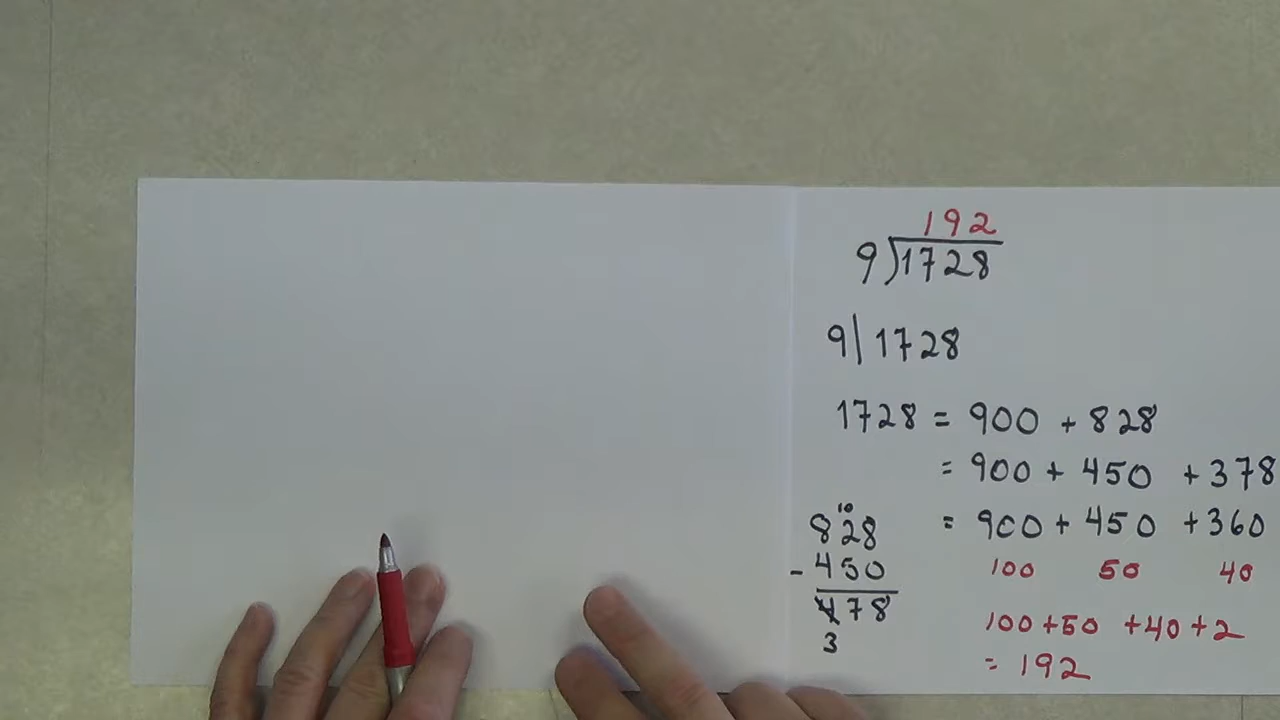 192
9)1728
9| 1728
1728 = 900 + 828
= 900 + 450 + 378
= 900 + 450 + 360
100 50 40
100 + 50 + 40 + 2
= 192
10
828
- 450
478
3